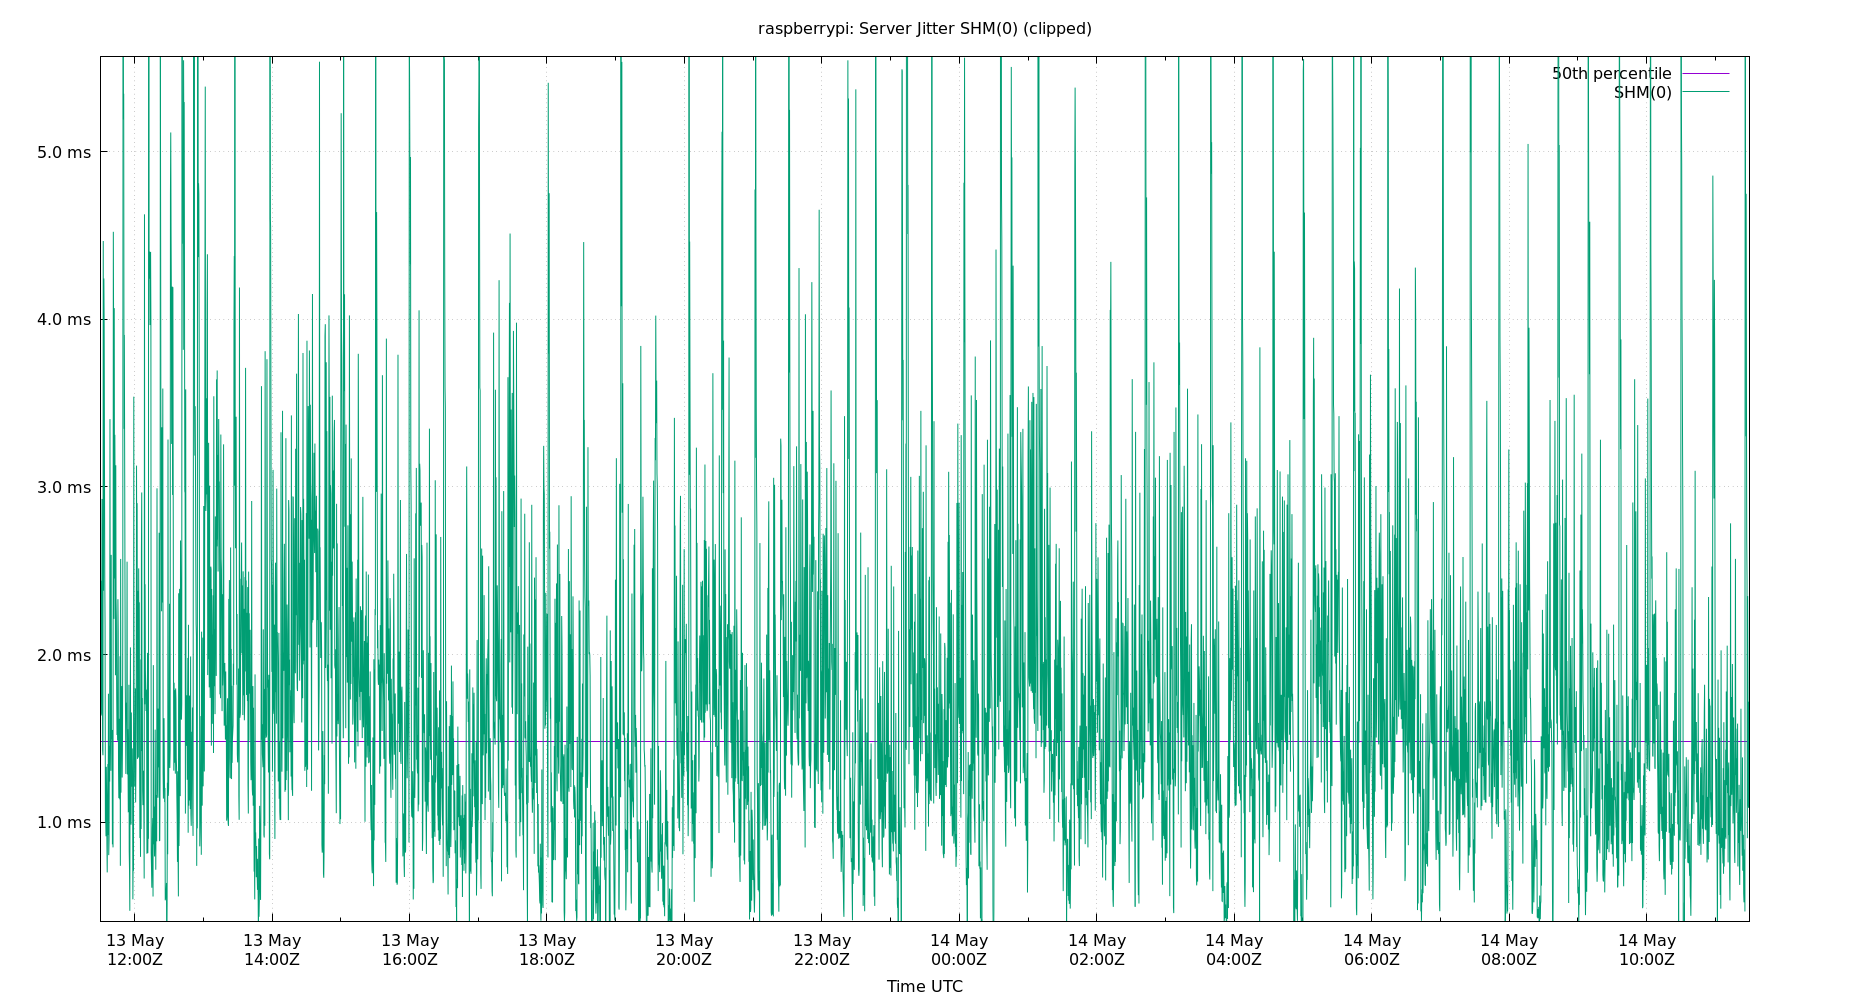 raspberrypi: Server Jitter SHM(0) (clipped)
50th percentile
SHM(0)
5.0 ms
4.0 ms
3.0 ms
2.0 ms
1.0 ms
13 May 13 May 13 May 13 May 13 May 13 May 14 May 14 May 14 May 14 May 14 May 14 May
12:00Z 14:00Z 16:00Z 18:00Z 20:00Z 22:00Z 00:00Z 02:00Z 04:00Z 06:00Z 08:00Z 10:00Z
Time UTC